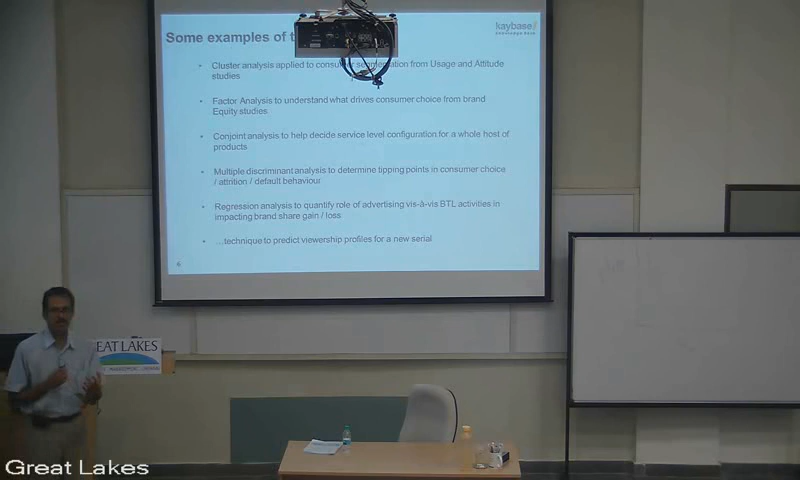 kaybase
knowledge base
Some examples of t
• Cluster analysis applied to consumer segmentation from Usage and Attitude
studies
• Factor Analysis to understand what drives consumer choice from brand
Equity studies.
• Conjoint analysis to help decide service level configuration for a whole host of
products
• Multiple discriminant analysis to determine tipping points in consumer choice
/ attrition / default behaviour
• Regression analysis to quantify role of advertising vis-à-vis BTL activities in
impacting brand share gain / loss
• …technique to predict viewership profiles for a new serial
6
EAT LAKES
Great Lakes